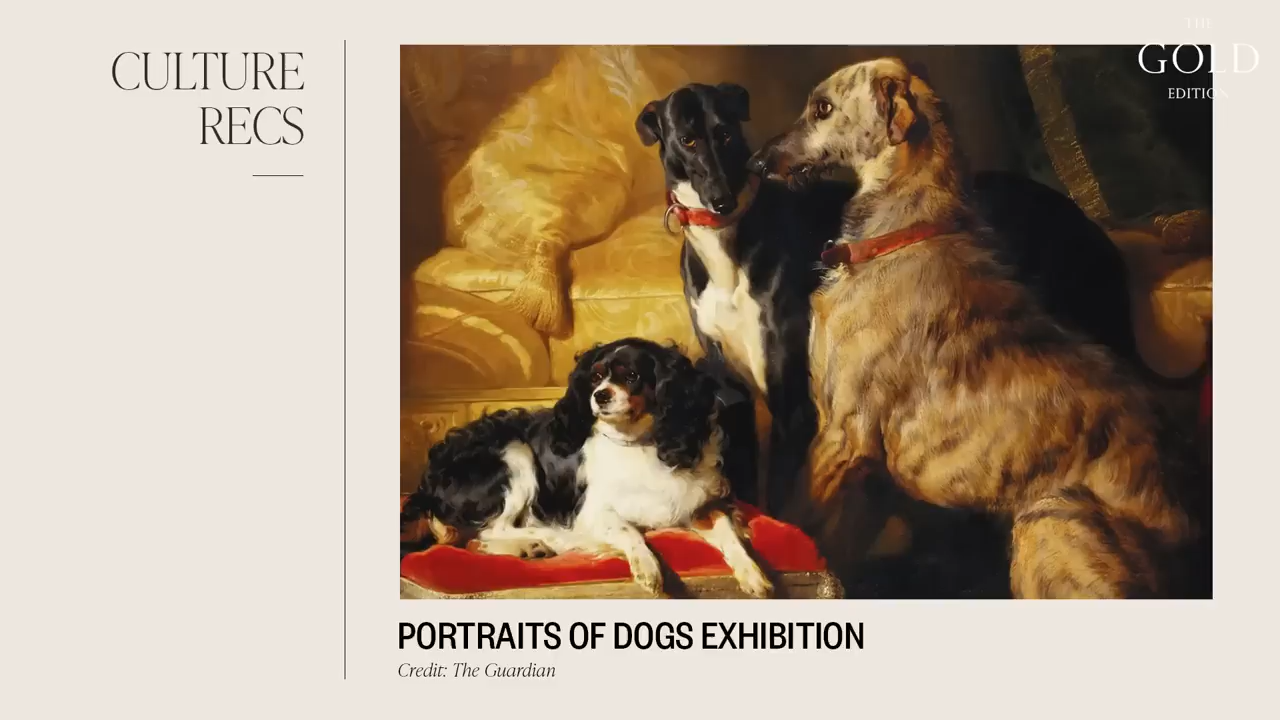 CULTURE
RECS
THE
GOLD
EDITION
PORTRAITS OF DOGS EXHIBITION
Credit: The Guardian